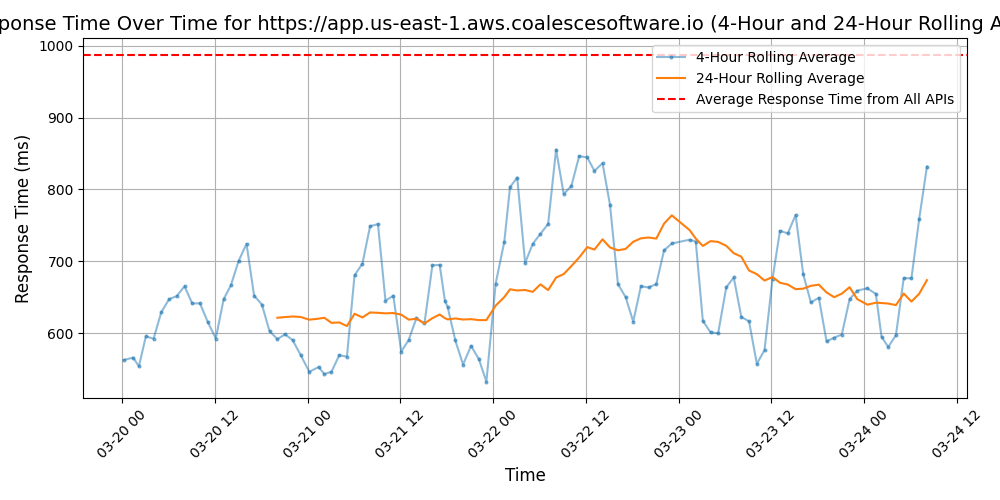 ponse Time Over Time for https://app.us-east-1.aws.coalescesoftware.io (4-Hour and 24-Hour Rolling A
4-Hour Rolling Average
24-Hour Rolling Average
Average Response Time from All APIs
Response Time (ms)
1000
900
800
700
600
03-20 00
03-20 12
03-21 00
03-21 12
03-22 00
03-22 12
03-23 00
03-23 12
03-24 00
03-24 12
Time